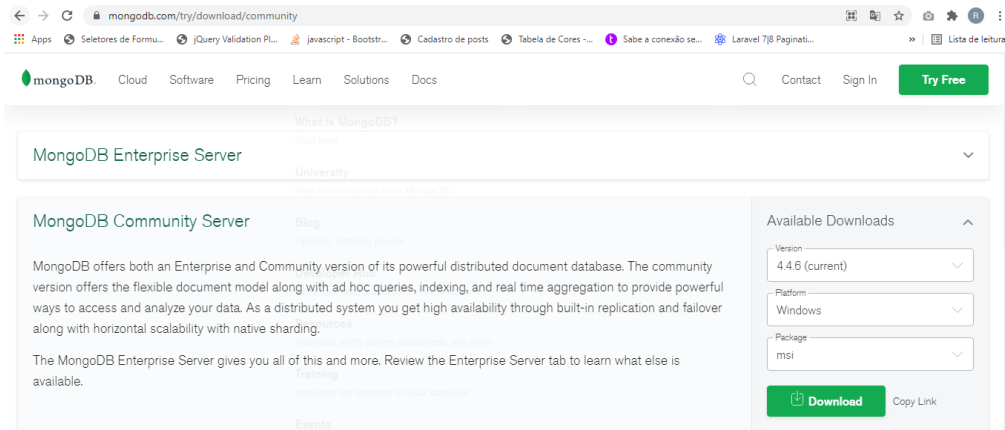 mongodb.com/try/download/community
Apps Seletores de Formu... jQuery Validation Pl... javascript - Bootstr... Cadastro de posts Tabela de Cores -... Sabe a conexão se... Laravel 7|8 Paginati... » Lista de leitura
mongoDB. Cloud Software Pricing Learn Solutions Docs Contact Sign In Try Free
What is MongoDB?
Start here
MongoDB Enterprise Server
University
Free online courses from MongoDB
MongoDB Community Server
Blog
Available Downloads
Version
4.4.6 (current)
MongoDB offers both an Enterprise and Community version of its powerful distributed document database. The community
version offers the flexible document model along with ad hoc queries, indexing, and real time aggregation to provide powerful
ways to access and analyze your data. As a distributed system you get high availability through built-in replication and failover
along with horizontal scalability with native sharding.
Platform
Windows
Resources
Package
msi
The MongoDB Enterprise Server gives you all of this and more. Review the Enterprise Server tab to learn what else is
available.
Training
Download Copy Link
Events